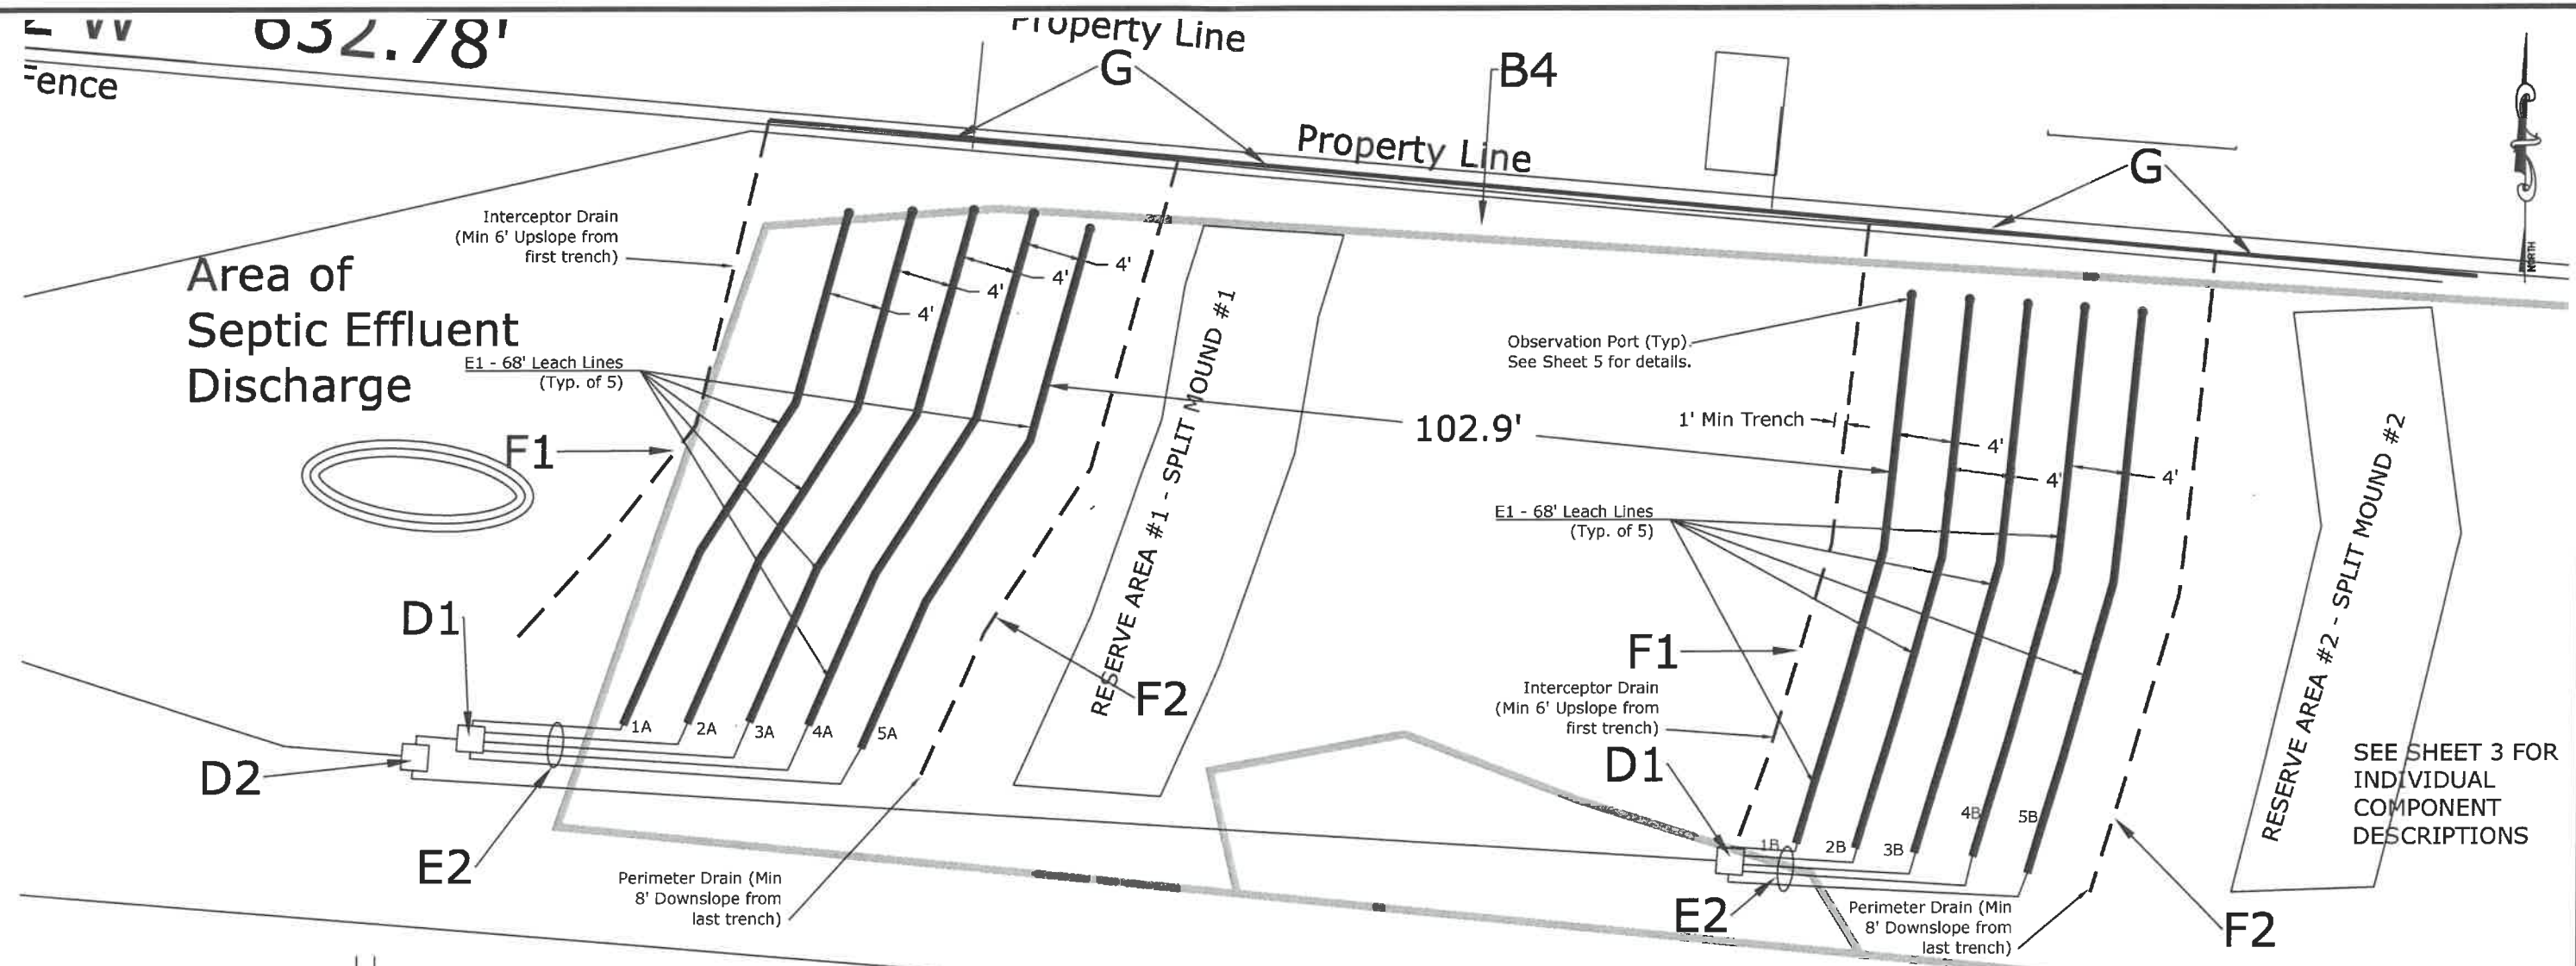 632.78'
Fence
Property Line
G
B4
Property Line
G
NORTH
Interceptor Drain
(Min 6' Upslope from
first trench)
4'
4'
4'
4'
Area of
Septic Effluent
Discharge
E1 - 68' Leach Lines
(Typ. of 5)
F1
RESERVE AREA #1 - SPLIT MOUND #1
Observation Port (Typ).
See Sheet 5 for details.
102.9'
1' Min Trench
4'
4'
4'
E1 - 68' Leach Lines
(Typ. of 5)
RESERVE AREA #2 - SPLIT MOUND #2
D1
F2
F1
Interceptor Drain
(Min 6' Upslope from
first trench)
1A
2A
3A
4A
5A
D2
D1
SEE SHEET 3 FOR
INDIVIDUAL
COMPONENT
DESCRIPTIONS
1B
2B
3B
4B
5B
E2
Perimeter Drain (Min
8' Downslope from
last trench)
E2
Perimeter Drain (Min
8' Downslope from
last trench)
F2